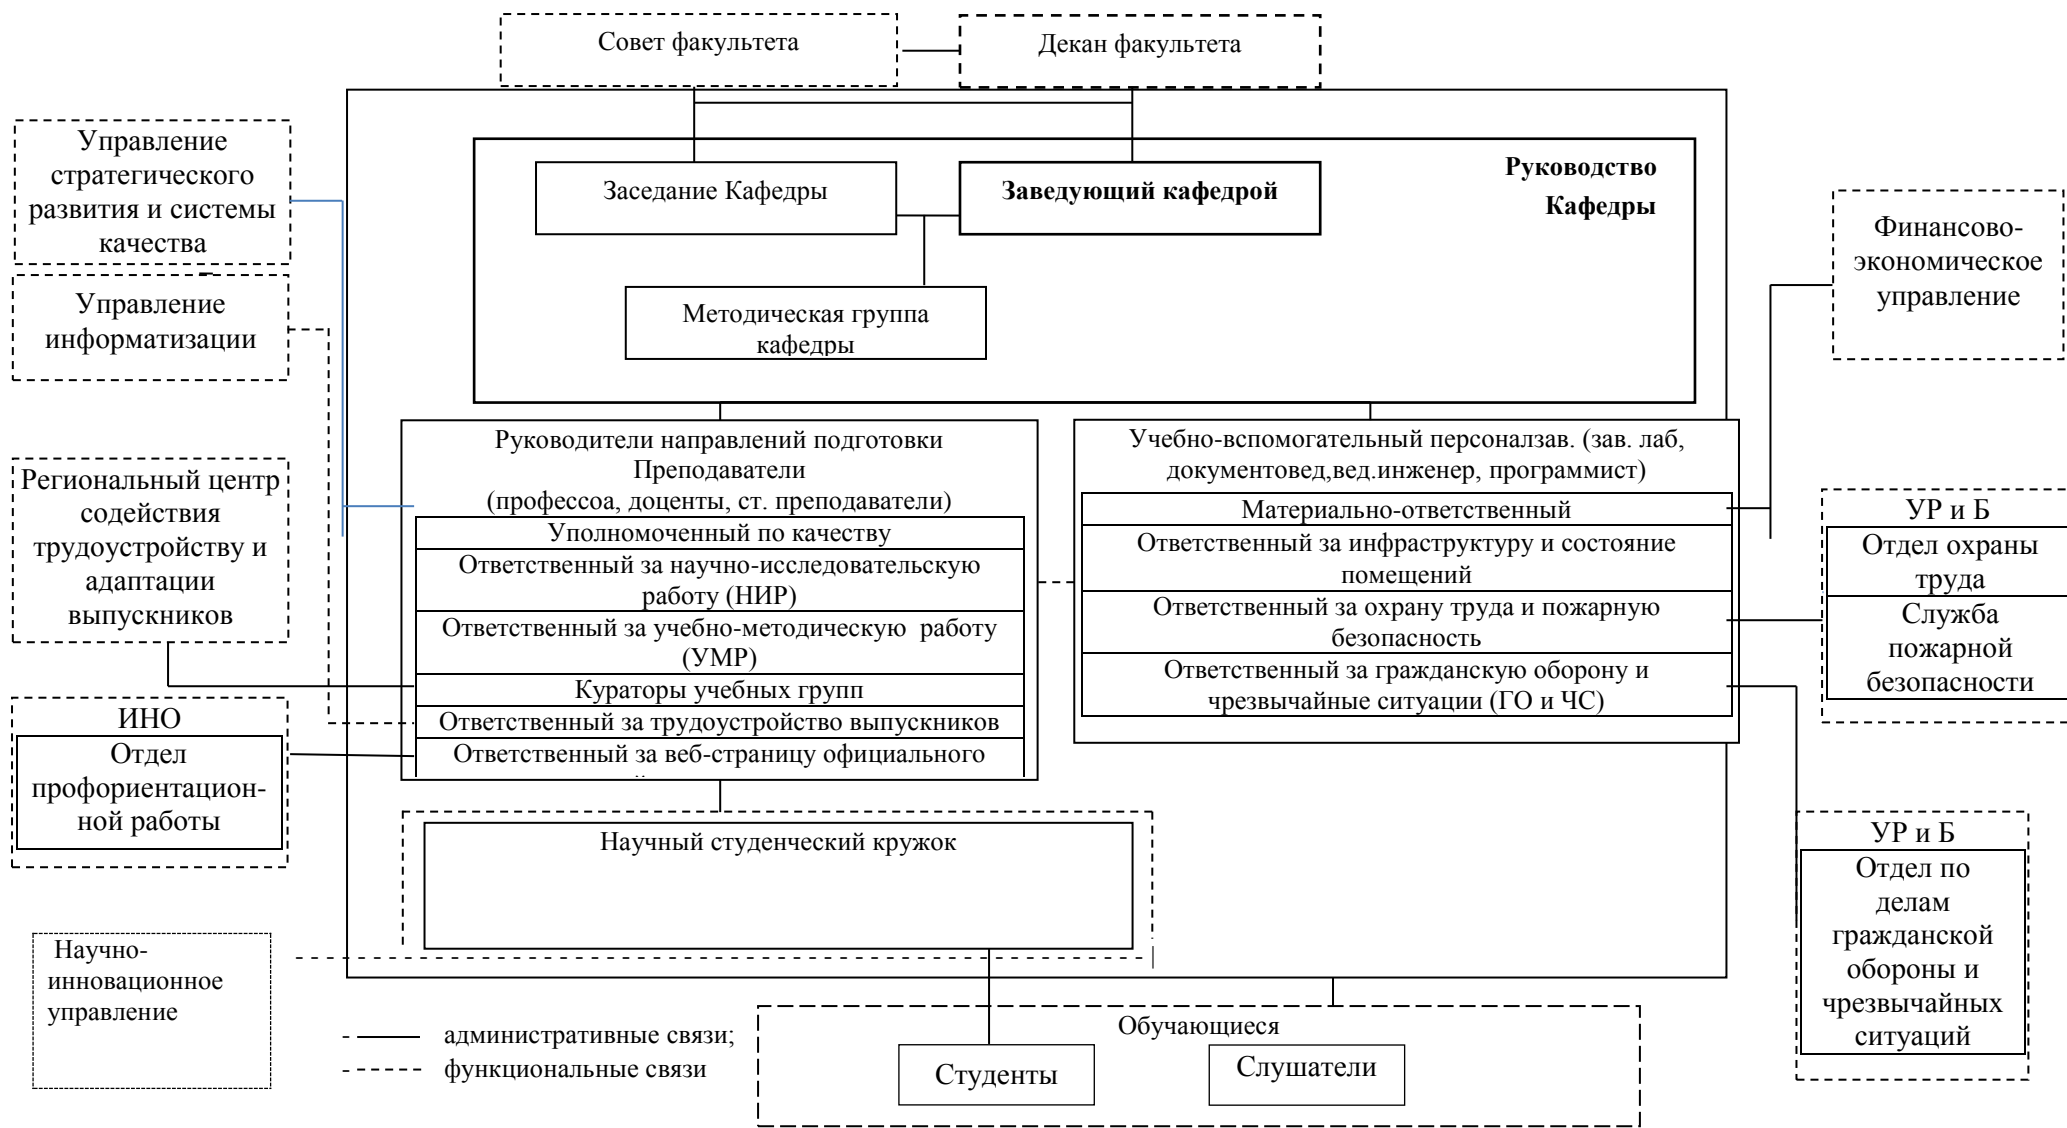 Совет факультета
Декан факультета
Управление
стратегического
развития и системы
качества
Управление
информатизации
Региональный центр
содействия
трудоустройству и
адаптации
выпускников
ИНО
Отдел
профориентацион-
ной работы
Научно-
инновационное
управление
Руководство
Кафедры
Заседание Кафедры
Заведующий кафедрой
Методическая группа
кафедры
Руководители направлений подготовки
Преподаватели
(профессоа, доценты, ст. преподаватели)
Уполномоченный по качеству
Ответственный за научно-исследовательскую
работу (НИР)
Ответственный за учебно-методическую работу
(УМР)
Кураторы учебных групп
Ответственный за трудоустройство выпускников
Ответственный за веб-страницу официального
Учебно-вспомогательный персоналзав. (зав. лаб,
документовед,вед.инженер, программист)
Материально-ответственный
Ответственный за инфраструктуру и состояние
помещений
Ответственный за охрану труда и пожарную
безопасность
Ответственный за гражданскую оборону и
чрезвычайные ситуации (ГО и ЧС)
Научный студенческий кружок
Финансово-
экономическое
управление
УР и Б
Отдел охраны
труда
Служба
пожарной
безопасности
УР и Б
Отдел по
делам
гражданской
обороны и
чрезвычайных
ситуаций
административные связи;
функциональные связи
Обучающиеся
Студенты
Слушатели